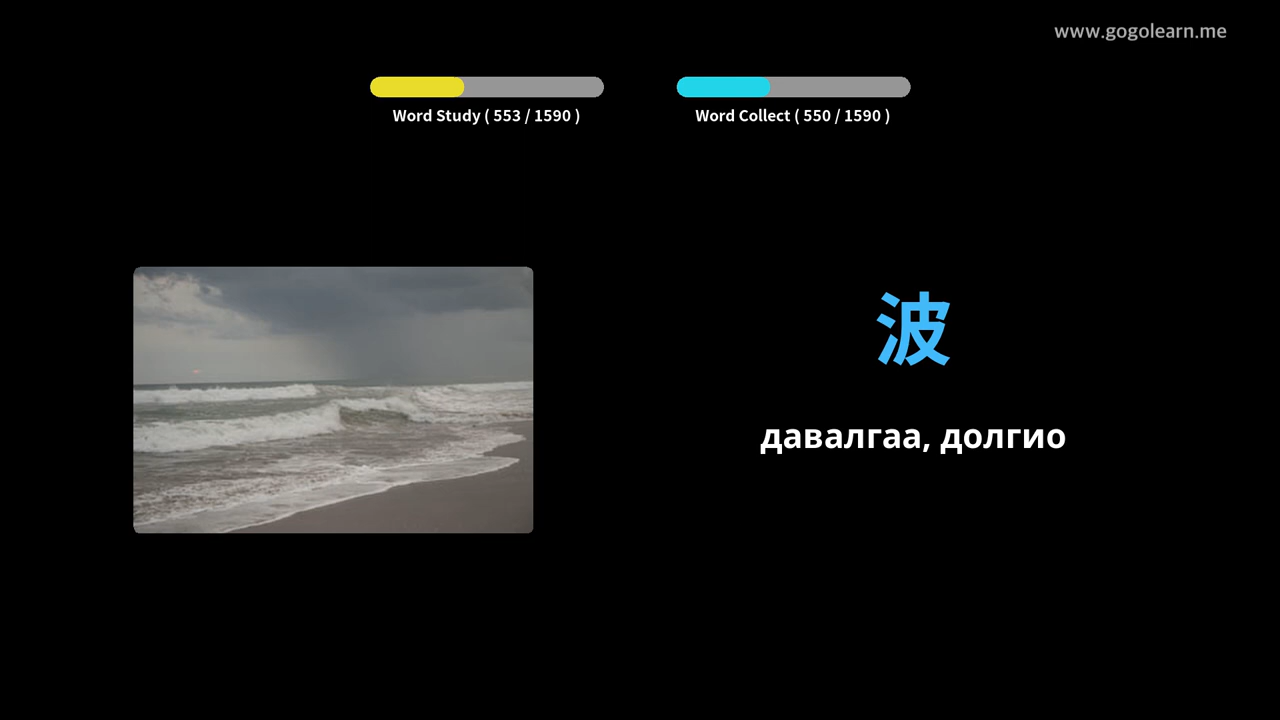 www.gogolearn.me
Word Study ( 553 / 1590 )
Word Collect ( 550 / 1590 )
波
давалгаа, долгио